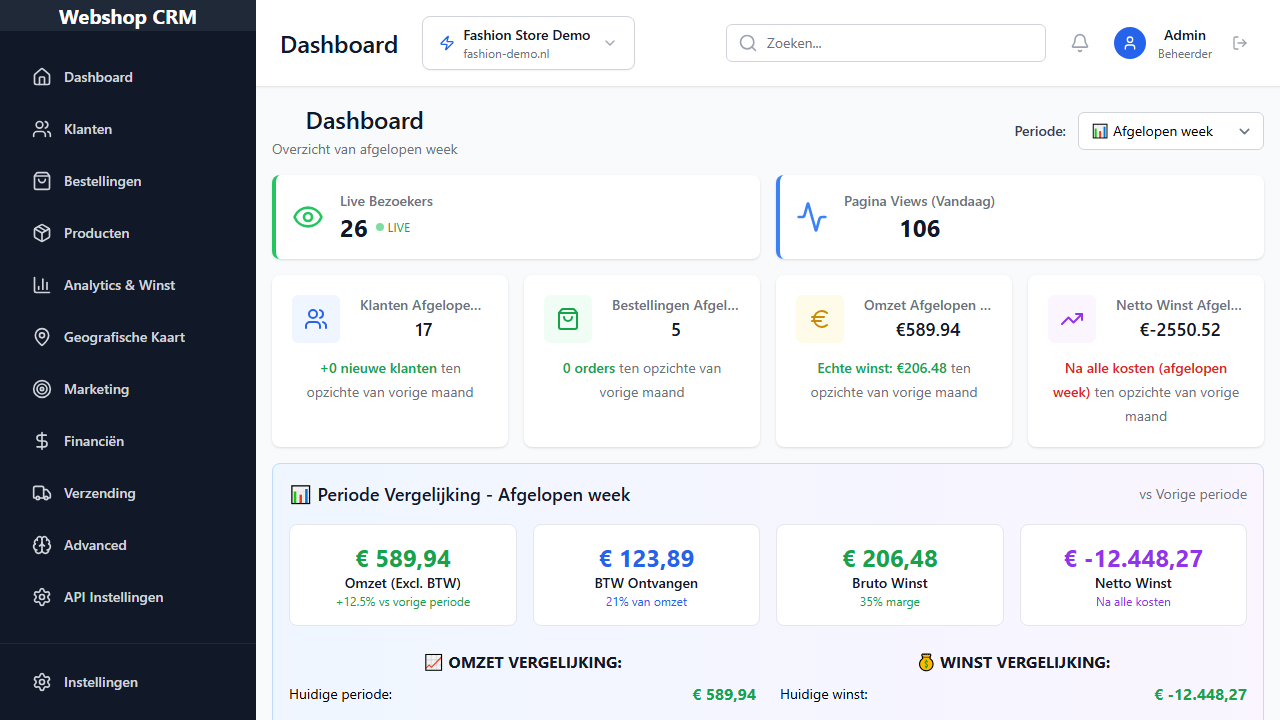 Webshop CRM
Dashboard
Klanten
Bestellingen
Producten
Analytics & Winst
Geografische Kaart
Marketing
Financiën
Verzending
Advanced
API Instellingen
Instellingen
Dashboard
Fashion Store Demo
fashion-demo.nl
Zoeken...
Admin
Beheerder
Dashboard
Overzicht van afgelopen week
Periode:
Afgelopen week
Live Bezoekers
26 LIVE
Pagina Views (Vandaag)
106
Klanten Afgelope...
17
+0 nieuwe klanten ten
opzichte van vorige maand
Bestellingen Afgel...
5
0 orders ten opzichte van
vorige maand
Omzet Afgelopen ...
€589.94
Echte winst: €206.48 ten
opzichte van vorige maand
Netto Winst Afgel...
€-2550.52
Na alle kosten (afgelopen
week) ten opzichte van vorige
maand
Periode Vergelijking - Afgelopen week
vs Vorige periode
€ 589,94
Omzet (Excl. BTW)
+12.5% vs vorige periode
€ 123,89
BTW Ontvangen
21% van omzet
€ 206,48
Bruto Winst
35% marge
€ -12.448,27
Netto Winst
Na alle kosten
OMZET VERGELIJKING:
Huidige periode: € 589,94
WINST VERGELIJKING:
Huidige winst: € -12.448,27